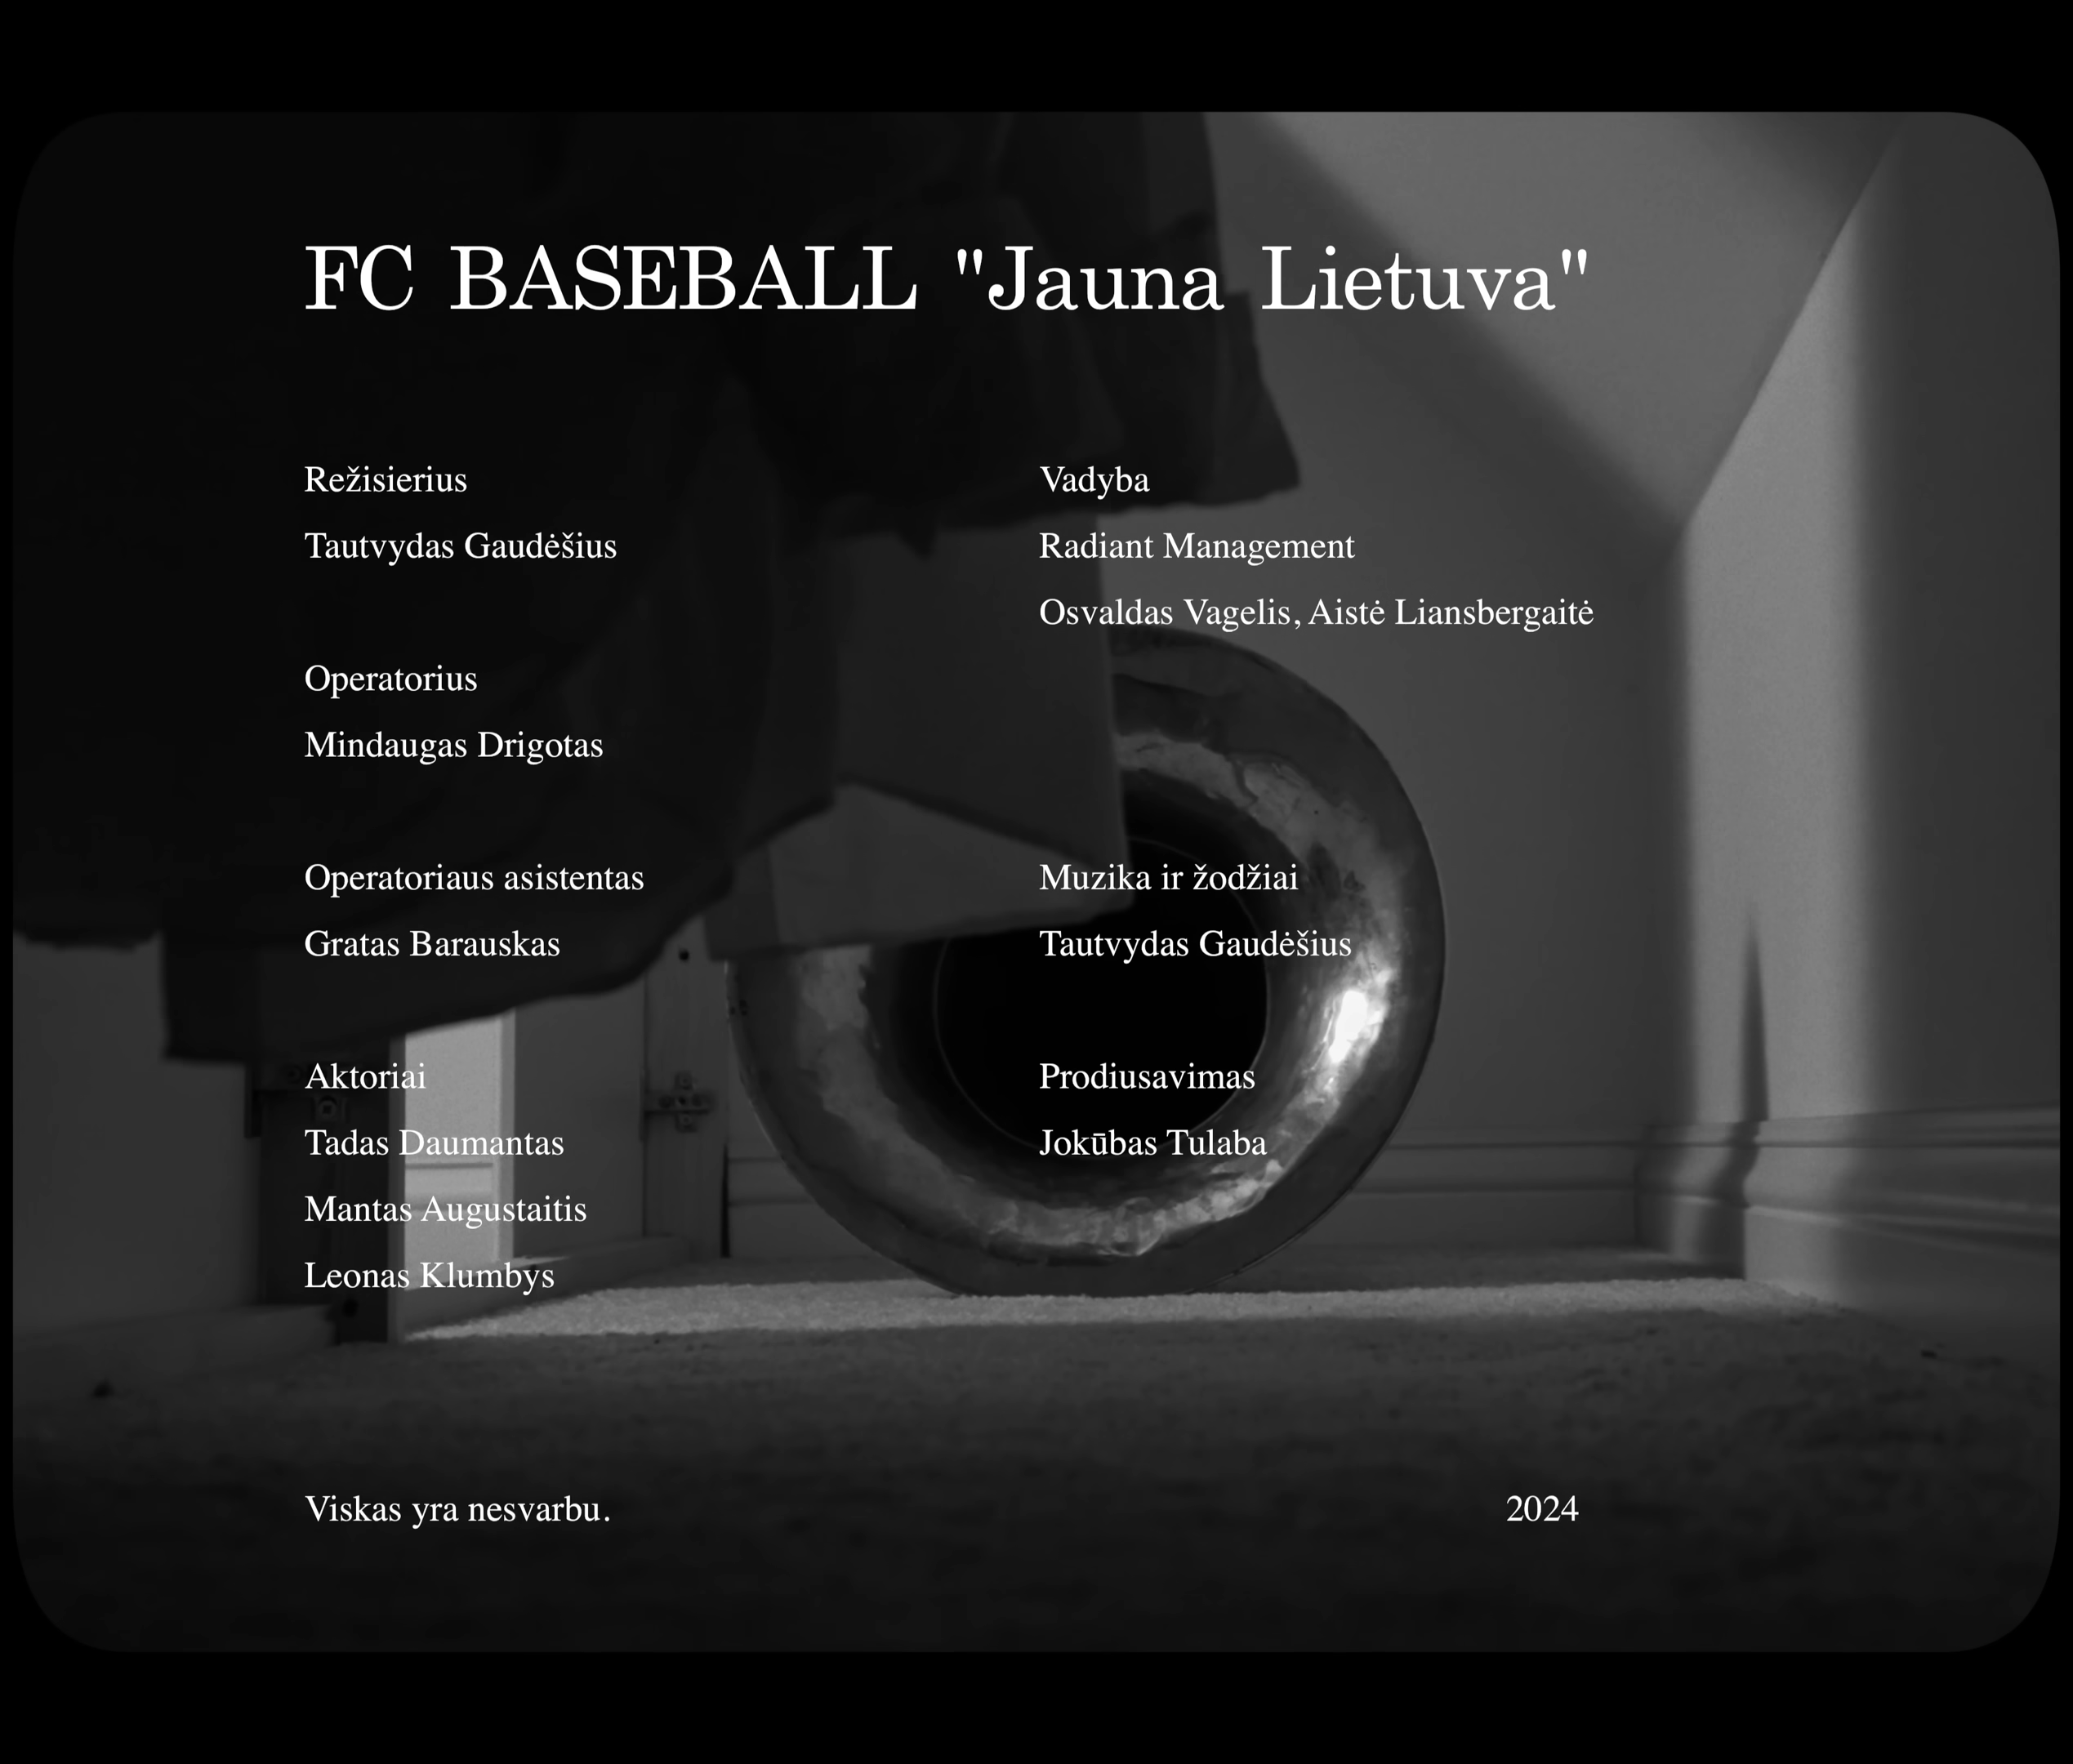 FC BASEBALL "Jauna Lietuva"
Režisierius
Tautvydas Gaudėšius
Operatorius
Mindaugas Drigotas
Operatoriaus asistentas
Gratas Barauskas
Aktoriai
Tadas Daumantas
Mantas Augustaitis
Leonas Klumbys
Vadyba
Radiant Management
Osvaldas Vagelis, Aistė Liansbergaitė
Muzika ir žodžiai
Tautvydas Gaudėšius
Prodiusavimas
Jokūbas Tulaba
Viskas yra nesvarbu.
2024